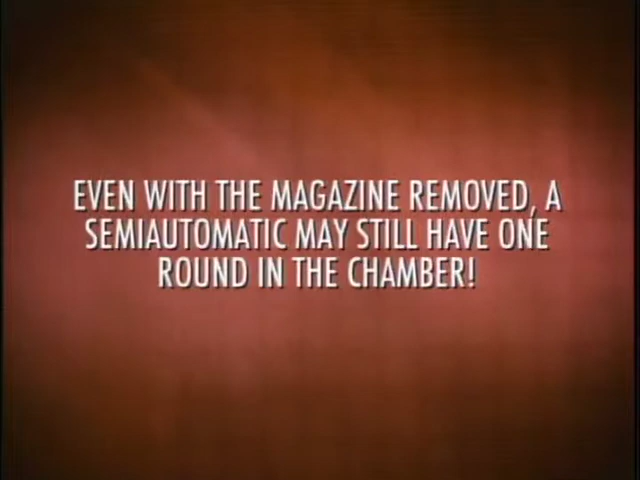 EVEN WITH THE MAGAZINE REMOVED, A
SEMIAUTOMATIC MAY STILL HAVE ONE
ROUND IN THE CHAMBER!